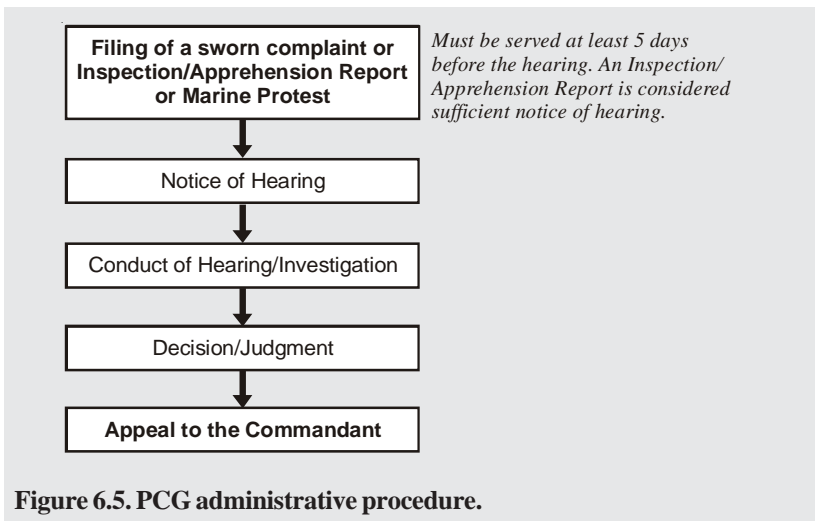 Filing of a sworn complaint or
Inspection/Apprehension Report
or Marine Protest
Must be served at least 5 days
before the hearing. An Inspection/
Apprehension Report is considered
sufficient notice of hearing.
Notice of Hearing
Conduct of Hearing/Investigation
Decision/Judgment
Appeal to the Commandant
Figure 6.5. PCG administrative procedure.